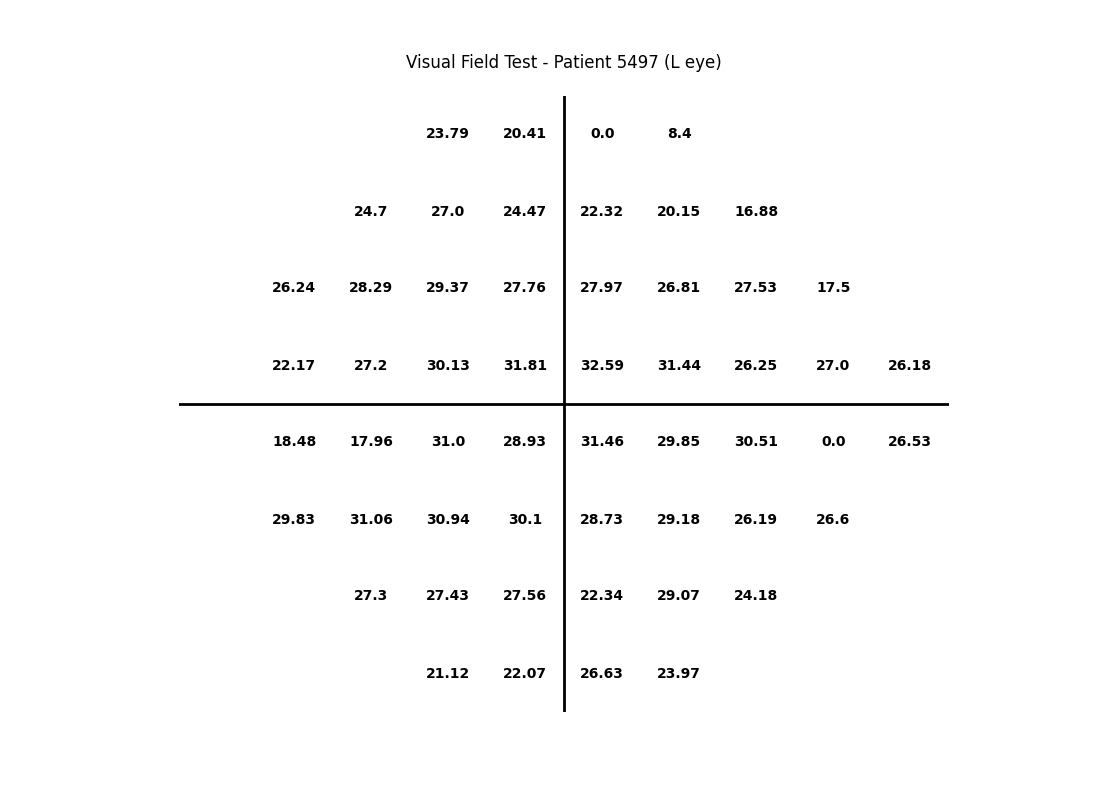 Visual Field Test - Patient 5497 (L eye)
23.79 20.41 0.0 8.4
24.7 27.0 24.47 22.32 20.15 16.88
26.24 28.29 29.37 27.76 27.97 26.81 27.53 17.5
22.17 27.2 30.13 31.81 32.59 31.44 26.25 27.0 26.18
18.48 17.96 31.0 28.93 31.46 29.85 30.51 0.0 26.53
29.83 31.06 30.94 30.1 28.73 29.18 26.19 26.6
27.3 27.43 27.56 22.34 29.07 24.18
21.12 22.07 26.63 23.97